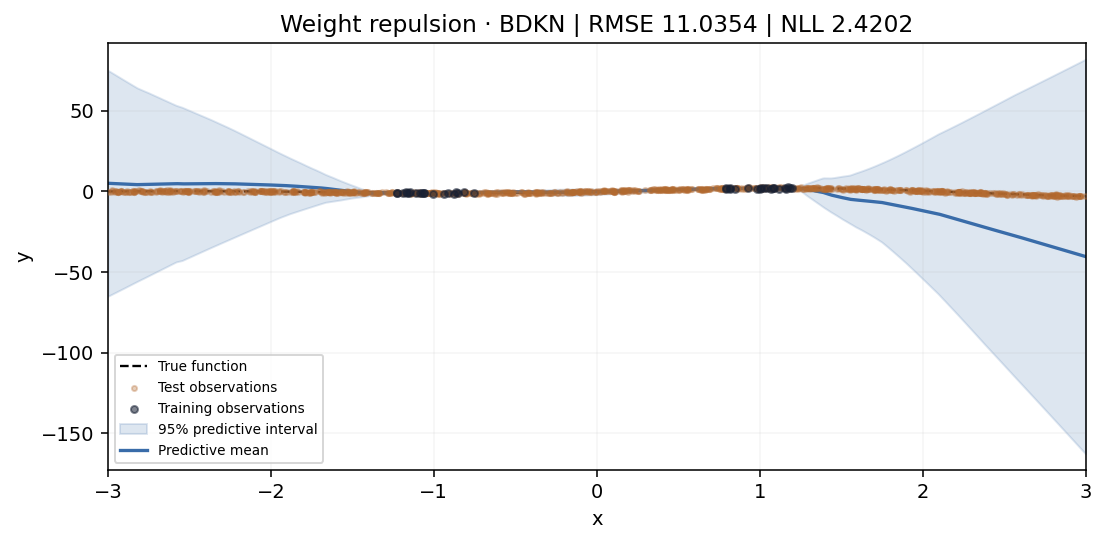 Weight repulsion · BDKN | RMSE 11.0354 | NLL 2.4202
50
0
−50
−100
−150
y
True function
Test observations
Training observations
95% predictive interval
Predictive mean
−3
−2
−1
0
1
2
3
x